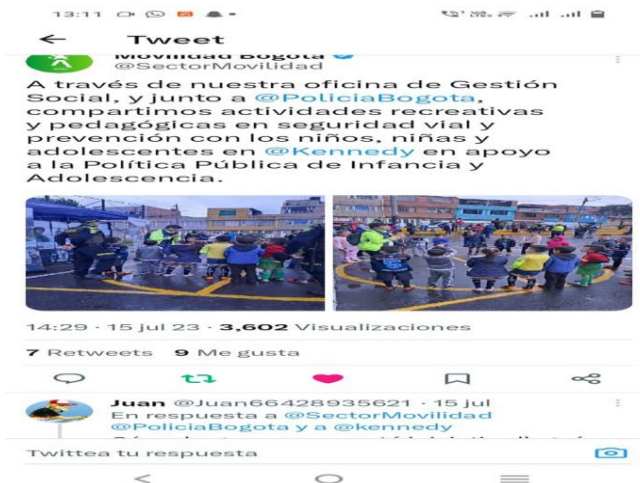 13:11
Tweet
Movilidad Bogotá
@SectorMovilidad
A través de nuestra oficina de Gestión
Social, y junto a @PoliciaBogota,
compartimos actividades recreativas
y pedagógicas en seguridad vial y
prevención con los niños, niñas y
adolescentes en @Kennedy en apoyo
a la Política Pública de Infancia y
Adolescencia.
14:29 · 15 jul 23 · 3,602 Visualizaciones
7 Retweets 9 Me gusta
Juan @Juan66428935621 · 15 jul
En respuesta a @SectorMovilidad
@PoliciaBogota y a @kennedy
Twittea tu respuesta